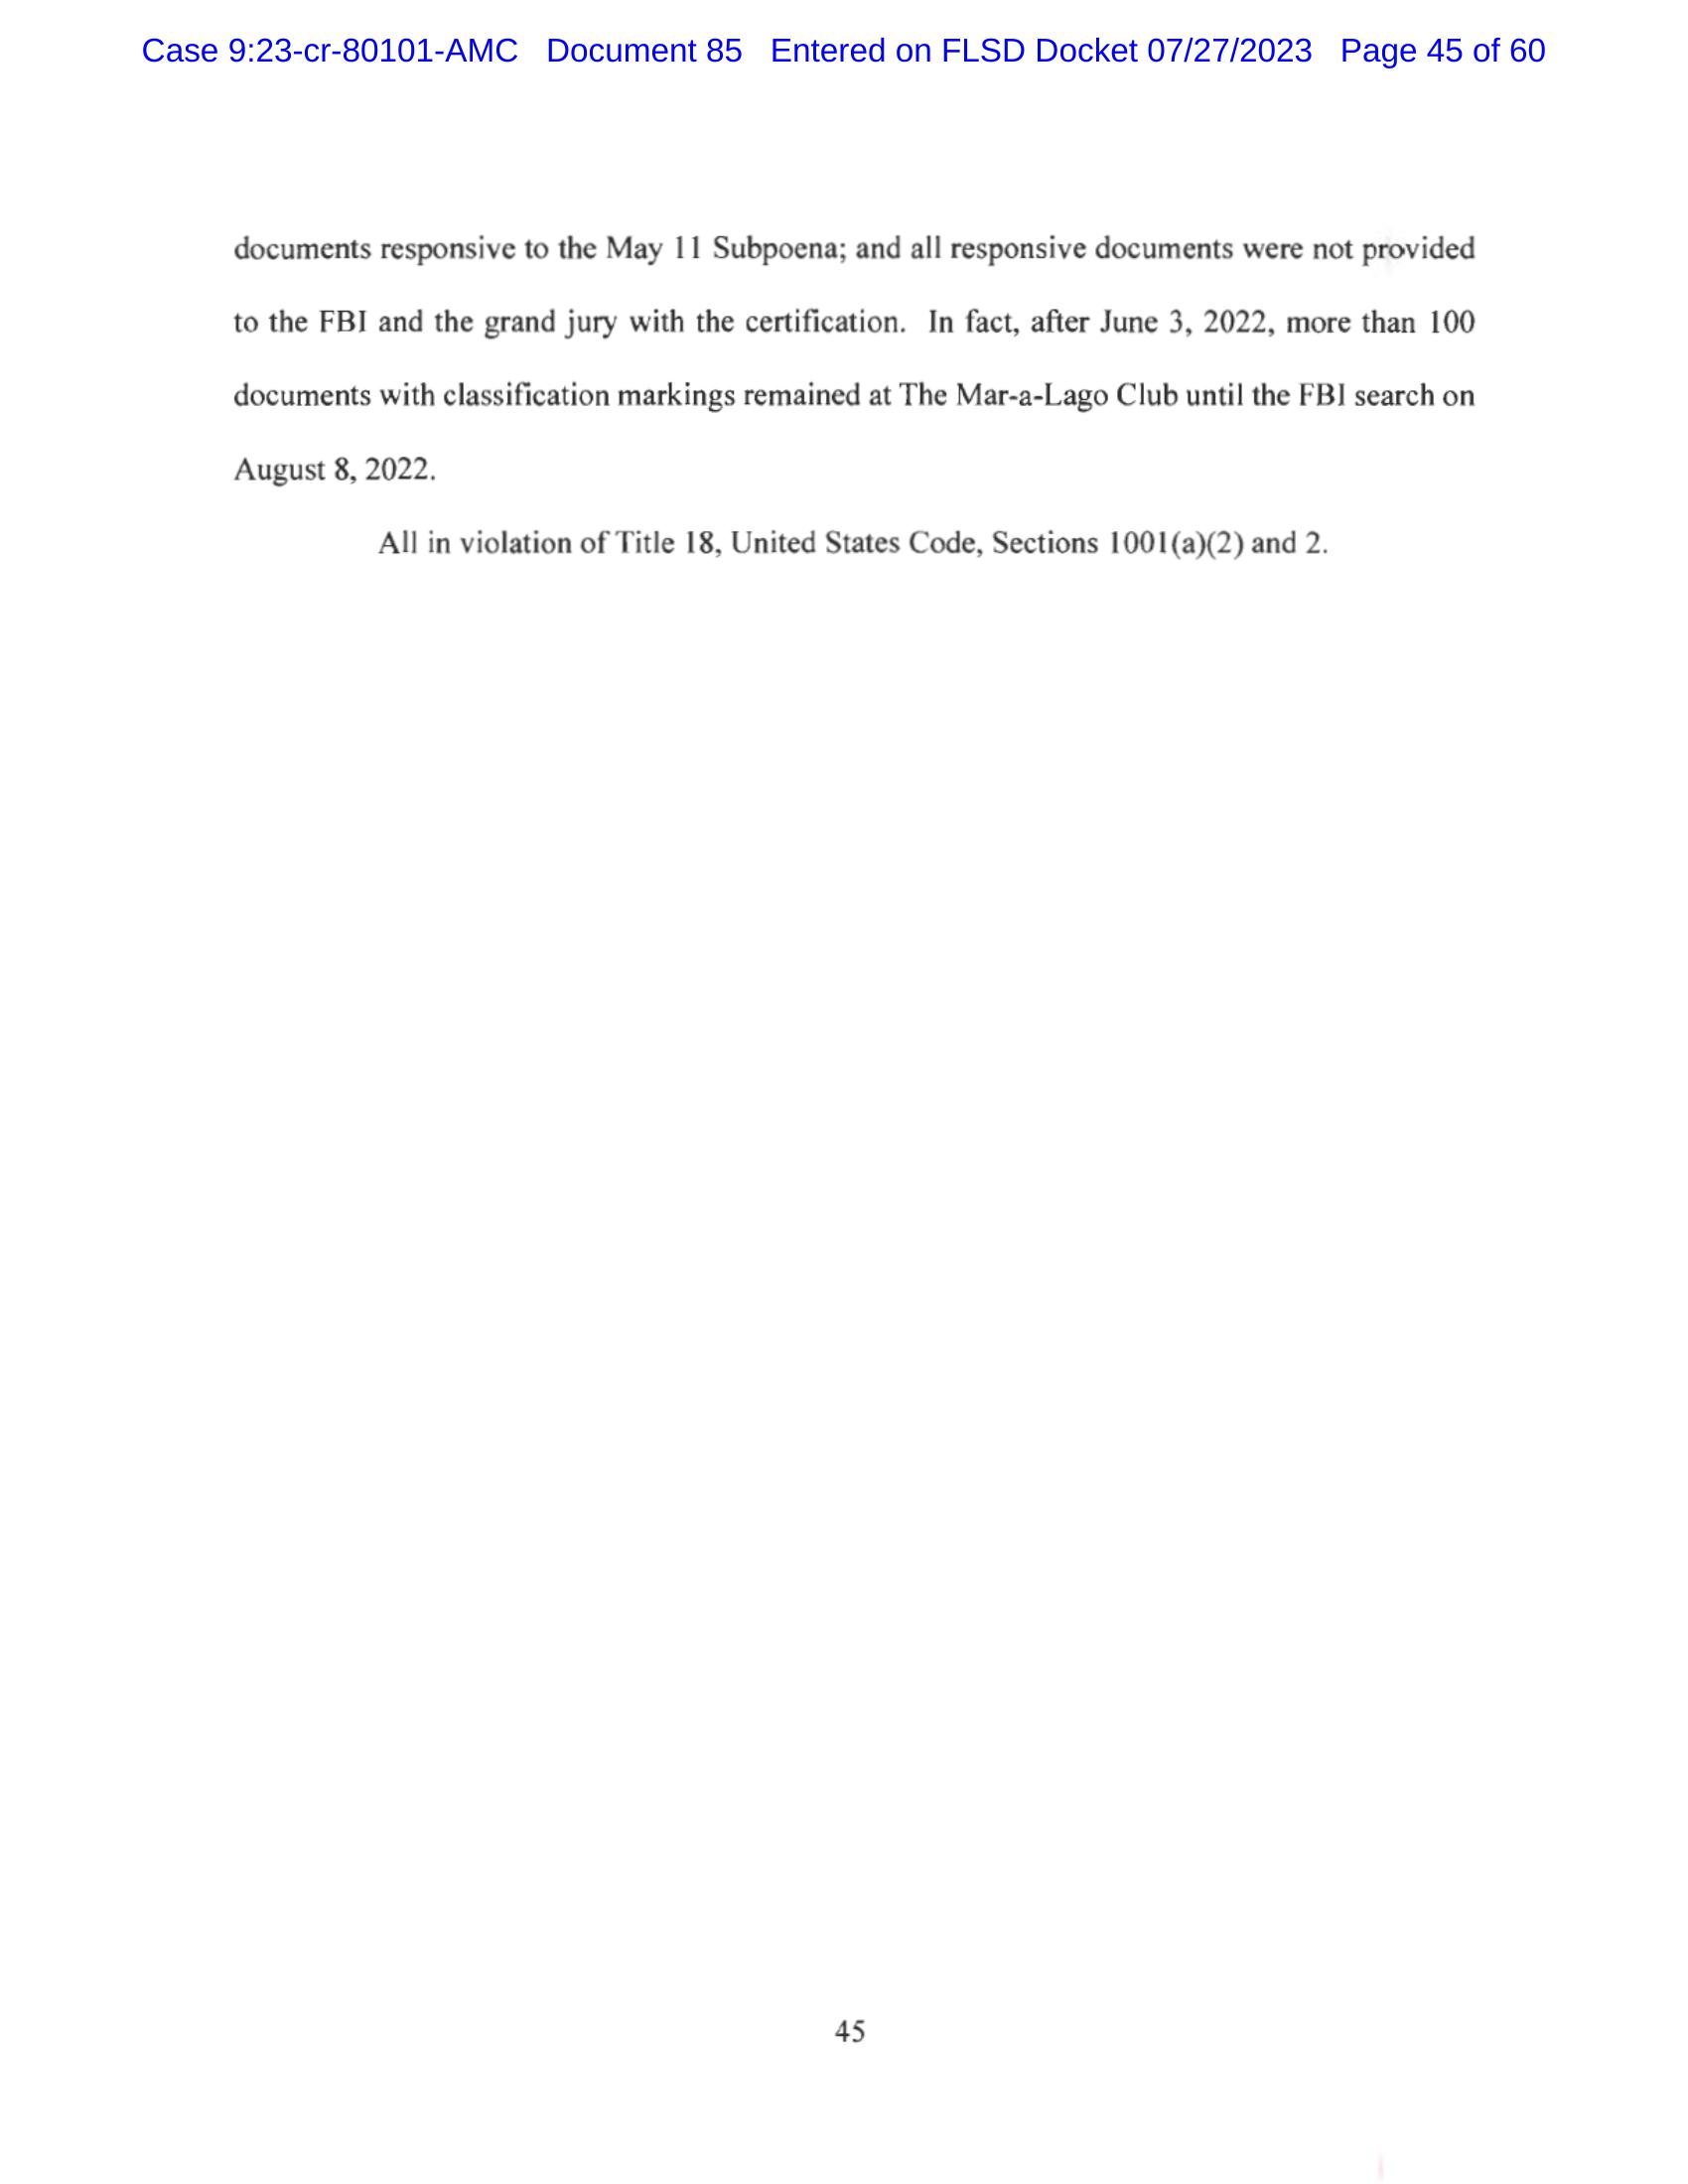 Case 9:23-cr-80101-AMC Document 85 Entered on FLSD Docket 07/27/2023 Page 45 of 60
documents responsive to the May 11 Subpoena; and all responsive documents were not provided
to the FBI and the grand jury with the certification. In fact, after June 3, 2022, more than 100
documents with classification markings remained at The Mar-a-Lago Club until the FBI search on
August 8, 2022.
All in violation of Title 18, United States Code, Sections 1001(a)(2) and 2.
45